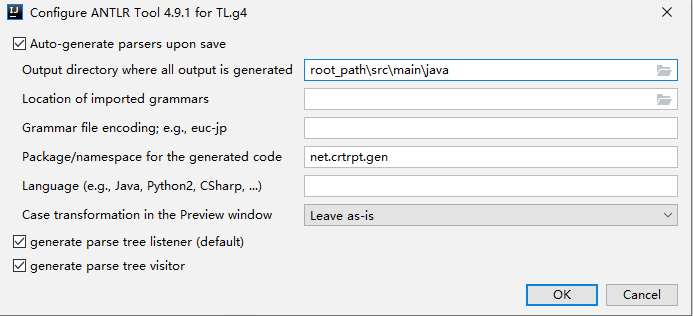 IJ
Configure ANTLR Tool 4.9.1 for TL.g4
Auto-generate parsers upon save
Output directory where all output is generated root_path\src\main\java
Location of imported grammars
Grammar file encoding; e.g., euc-jp
Package/namespace for the generated code net.crtrpt.gen
Language (e.g., Java, Python2, CSharp, ...)
Case transformation in the Preview window Leave as-is
generate parse tree listener (default)
generate parse tree visitor
OK Cancel